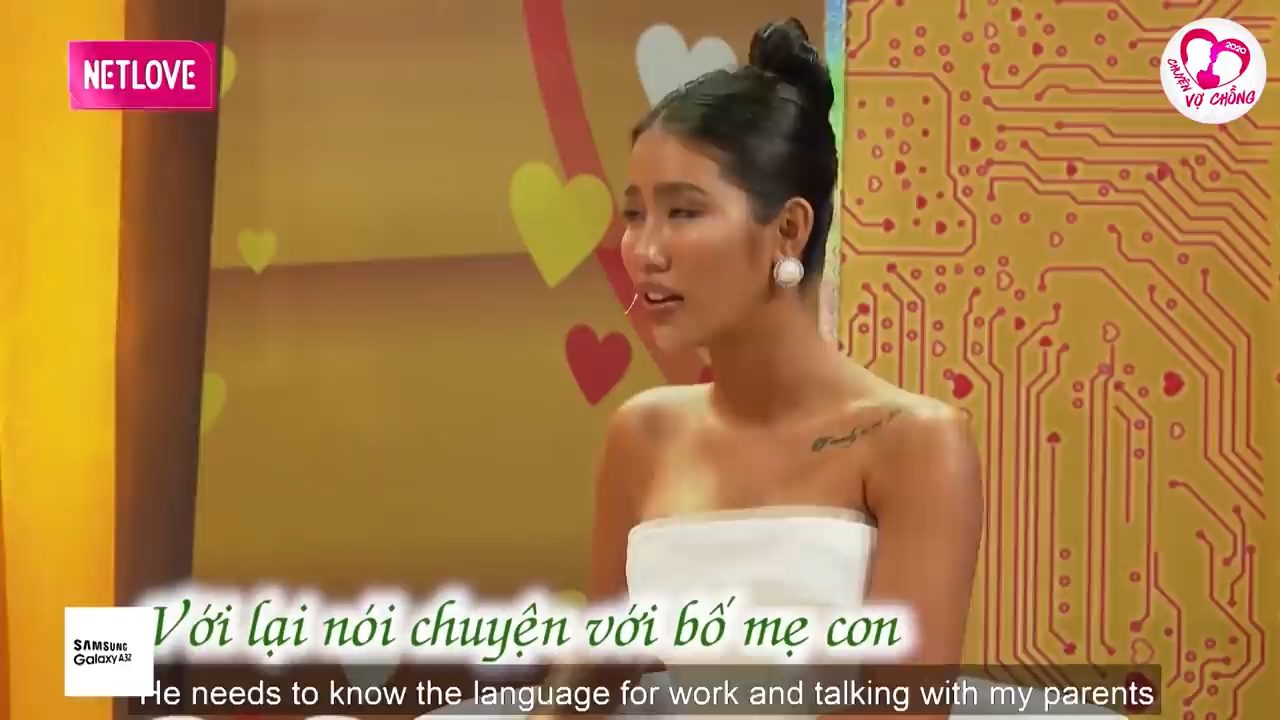 NETLOVE
2020
CHUYỆN
VỢ CHỒNG
Với lại nói chuyện với bố mẹ con
SAMSUNG
Galaxy A32
He needs to know the language for work and talking with my parents